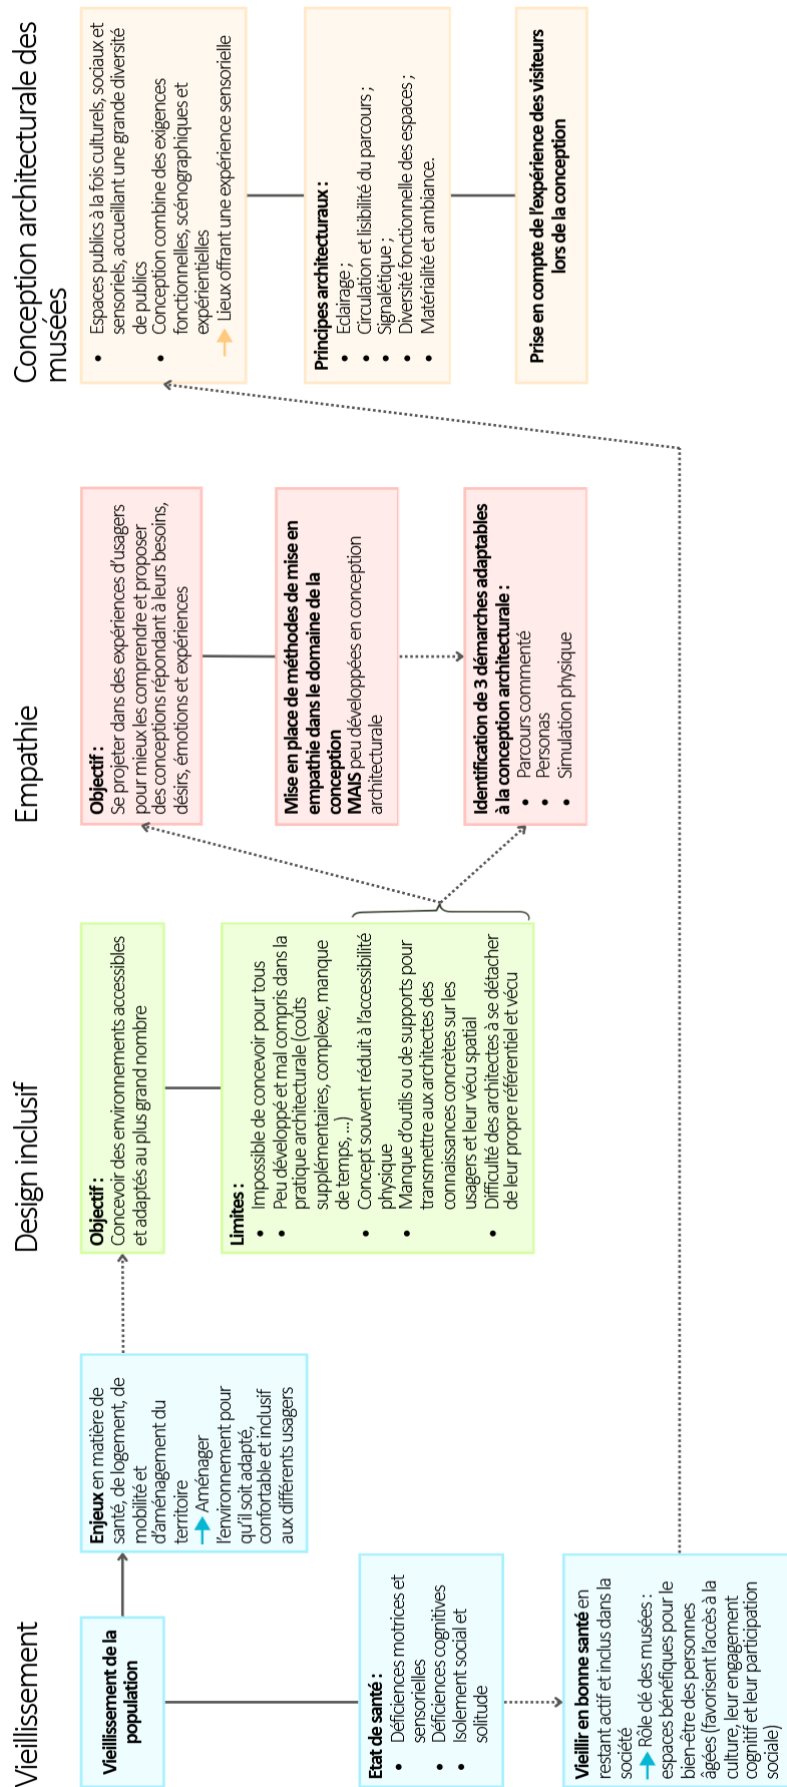 Vieillissement
Vieillissement de la
population
Enjeux en matière de
santé, de logement, de
mobilité et
d'aménagement du
territoire
Aménager
l'environnement pour
qu'il soit adapté,
confortable et inclusif
aux différents usagers
Etat de santé :
• Déficiences motrices et
sensorielles
• Déficiences cognitives
• Isolement social et
solitude
Vieillir en bonne santé en
restant actif et inclus dans la
société
Rôle clé des musées :
espaces bénéfiques pour le
bien-être des personnes
âgées (favorisent l'accès à la
culture, leur engagement
cognitif et leur participation
sociale)
Design inclusif
Objectif :
Concevoir des environnements accessibles
et adaptés au plus grand nombre
Limites :
• Impossible de concevoir pour tous
• Peu développé et mal compris dans la
pratique architecturale (coûts
supplémentaires, complexe, manque
de temps, ...)
• Concept souvent réduit à l'accessibilité
physique
• Manque d'outils ou de supports pour
transmettre aux architectes des
connaissances concrètes sur les
usagers et leur vécu spatial
• Difficulté des architectes à se détacher
de leur propre référentiel et vécu
Empathie
Objectif :
Se projeter dans des expériences d'usagers
pour mieux les comprendre et proposer
des conceptions répondant à leurs besoins,
désirs, émotions et expériences
Mise en place de méthodes de mise en
empathie dans le domaine de la
conception
MAIS peu développées en conception
architecturale
Identification de 3 démarches adaptables
à la conception architecturale :
• Parcours commenté
• Personas
• Simulation physique
Conception architecturale des
musées
• Espaces publics à la fois culturels, sociaux et
sensoriels, accueillant une grande diversité
de publics
• Conception combine des exigences
fonctionnelles, scénographiques et
expérientielles
Lieux offrant une expérience sensorielle
Principes architecturaux :
• Eclairage ;
• Circulation et lisibilité du parcours ;
• Signalétique ;
• Diversité fonctionnelle des espaces ;
• Matérialité et ambiance.
Prise en compte de l'expérience des visiteurs
lors de la conception